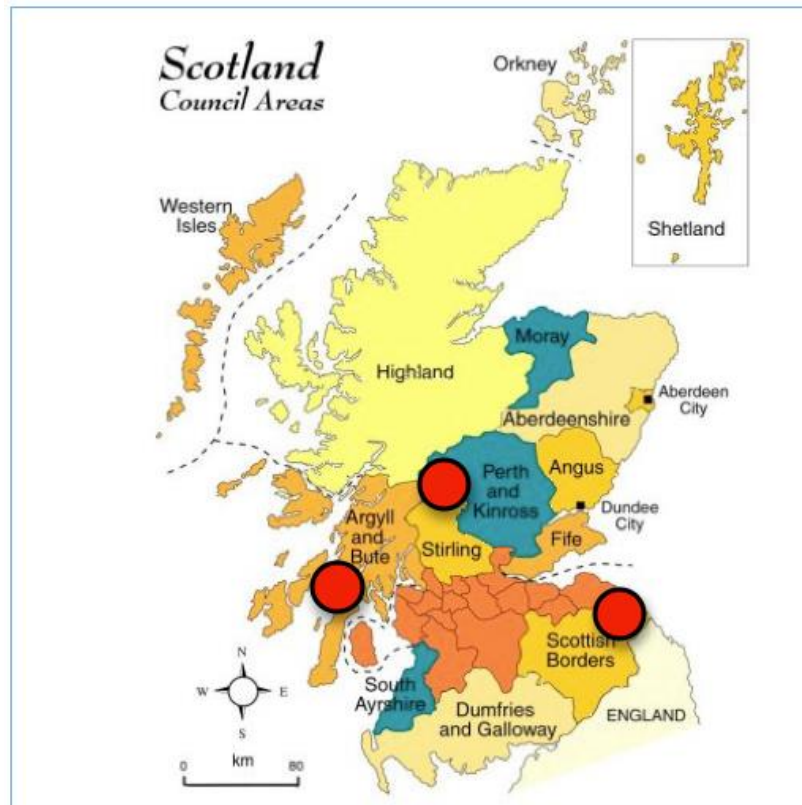 Scotland
Council Areas
Orkney
Western
Isles
Shetland
Moray
Highland
Aberdeen
City
Aberdeenshire
Angus
Perth
and
Kinross
Dundee
City
Argyll
and
Bute
Stirling
Fife
Scottish
Borders
South
Ayrshire
Dumfries
and Galloway
ENGLAND
N
W
E
S
km
0
80